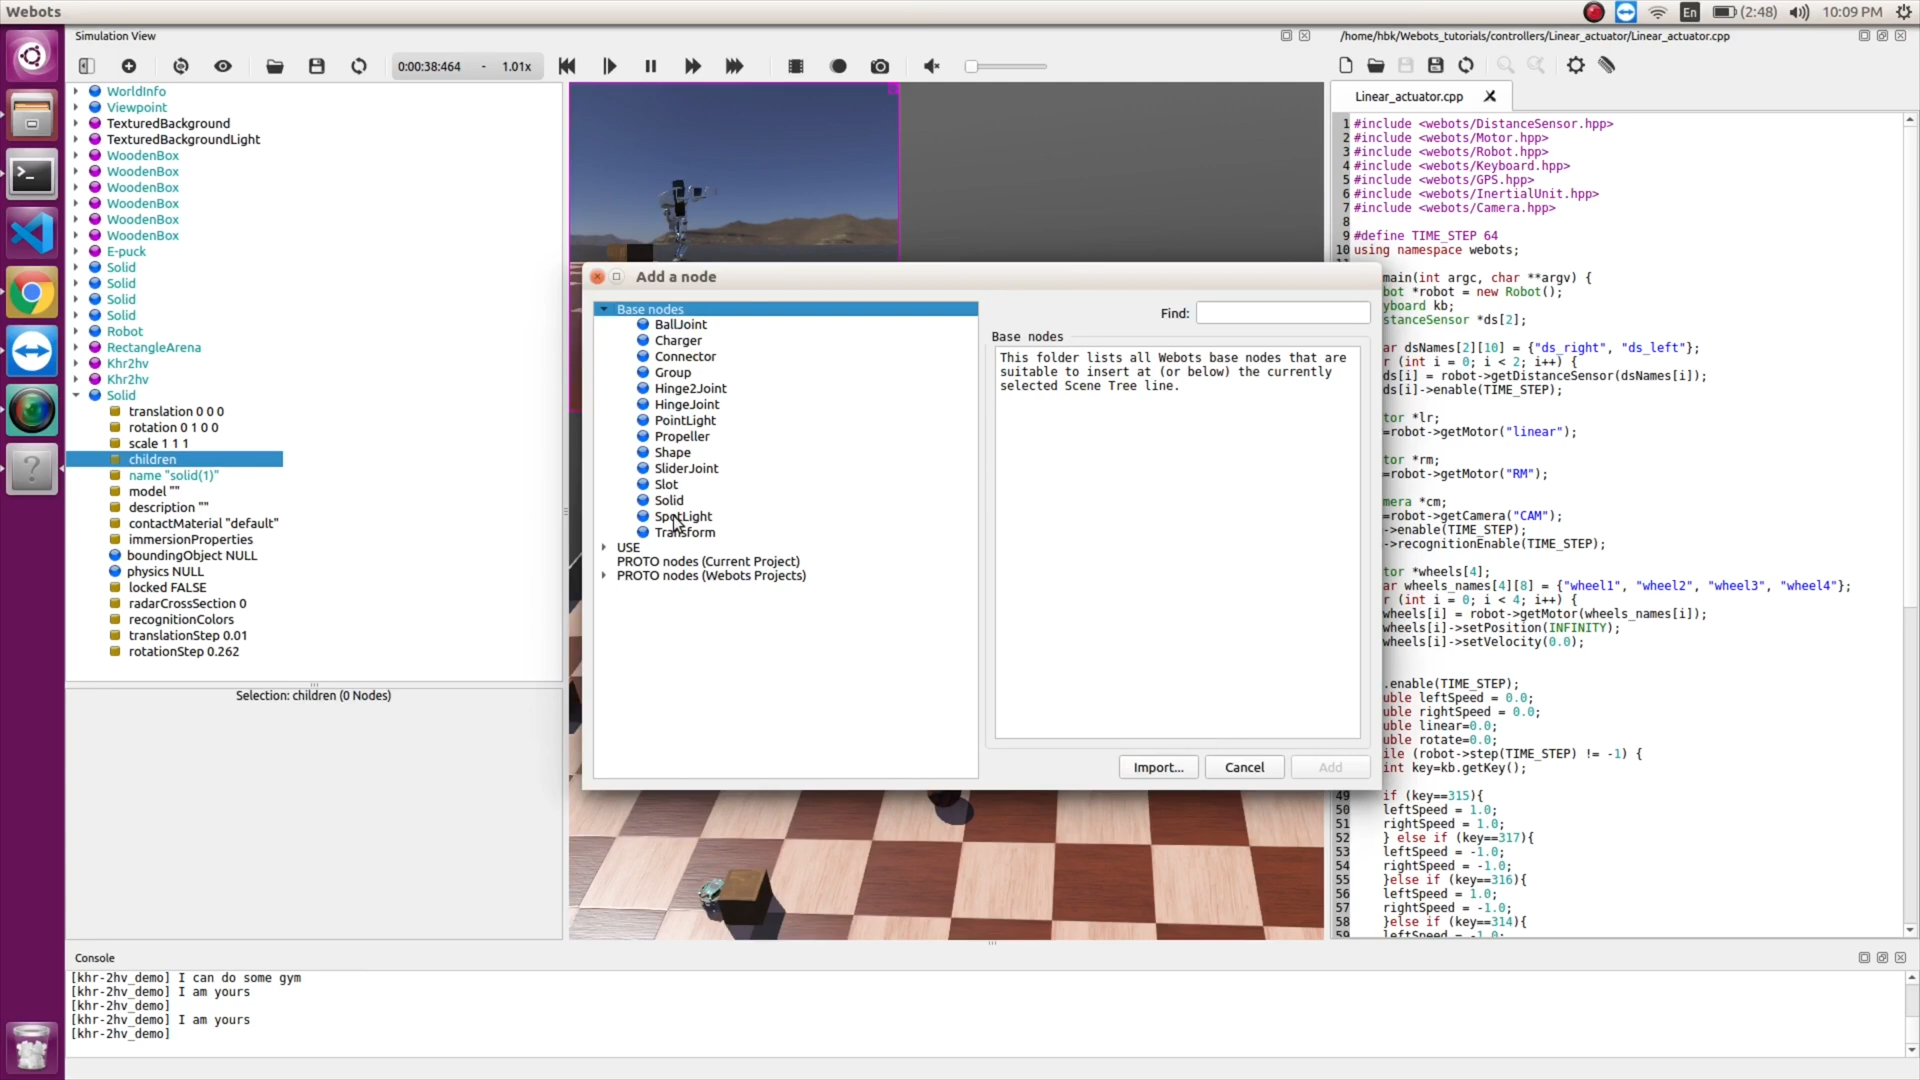 Webots
En
(2:48)
10:09 PM
Simulation View
0:00:38:464 - 1.01x
WorldInfo
Viewpoint
TexturedBackground
TexturedBackgroundLight
WoodenBox
WoodenBox
WoodenBox
WoodenBox
WoodenBox
WoodenBox
E-puck
Solid
Solid
Solid
Solid
Robot
RectangleArena
Khr2hv
Khr2hv
Solid
translation 0 0 0
rotation 0 1 0 0
scale 1 1 1
children
name "solid(1)"
model ""
description ""
contactMaterial "default"
immersionProperties
boundingObject NULL
physics NULL
locked FALSE
radarCrossSection 0
recognitionColors
translationStep 0.01
rotationStep 0.262
Selection: children (0 Nodes)
Add a node
Base nodes
BallJoint
Charger
Connector
Group
Hinge2Joint
HingeJoint
PointLight
Propeller
Shape
SliderJoint
Slot
Solid
SpotLight
Transform
USE
PROTO nodes (Current Project)
PROTO nodes (Webots Projects)
Find:
Base nodes
This folder lists all Webots base nodes that are
suitable to insert at (or below) the currently
selected Scene Tree line.
Import...
Cancel
Add
/home/hbk/Webots_tutorials/controllers/Linear_actuator/Linear_actuator.cpp
Linear_actuator.cpp
1 #include <webots/DistanceSensor.hpp>
2 #include <webots/Motor.hpp>
3 #include <webots/Robot.hpp>
4 #include <webots/Keyboard.hpp>
5 #include <webots/GPS.hpp>
6 #include <webots/InertialUnit.hpp>
7 #include <webots/Camera.hpp>
8
9 #define TIME_STEP 64
10 using namespace webots;
main(int argc, char **argv) {
bot *robot = new Robot();
yboard kb;
stanceSensor *ds[2];
ar dsNames[2][10] = {"ds_right", "ds_left"};
r (int i = 0; i < 2; i++) {
ds[i] = robot->getDistanceSensor(dsNames[i]);
ds[i]->enable(TIME_STEP);
tor *lr;
=robot->getMotor("linear");
tor *rm;
=robot->getMotor("RM");
mera *cm;
=robot->getCamera("CAM");
->enable(TIME_STEP);
->recognitionEnable(TIME_STEP);
tor *wheels[4];
ar wheels_names[4][8] = {"wheel1", "wheel2", "wheel3", "wheel4"};
r (int i = 0; i < 4; i++) {
wheels[i] = robot->getMotor(wheels_names[i]);
wheels[i]->setPosition(INFINITY);
wheels[i]->setVelocity(0.0);
.enable(TIME_STEP);
uble leftSpeed = 0.0;
uble rightSpeed = 0.0;
uble linear=0.0;
uble rotate=0.0;
ile (robot->step(TIME_STEP) != -1) {
int key=kb.getKey();
49 if (key==315){
50 leftSpeed = 1.0;
51 rightSpeed = 1.0;
52 } else if (key==317){
53 leftSpeed = -1.0;
54 rightSpeed = -1.0;
55 }else if (key==316){
56 leftSpeed = 1.0;
57 rightSpeed = -1.0;
58 }else if (key==314){
59 leftSpeed = -1.0;
Console
[khr-2hv_demo] I can do some gym
[khr-2hv_demo] I am yours
[khr-2hv_demo]
[khr-2hv_demo] I am yours
[khr-2hv_demo]